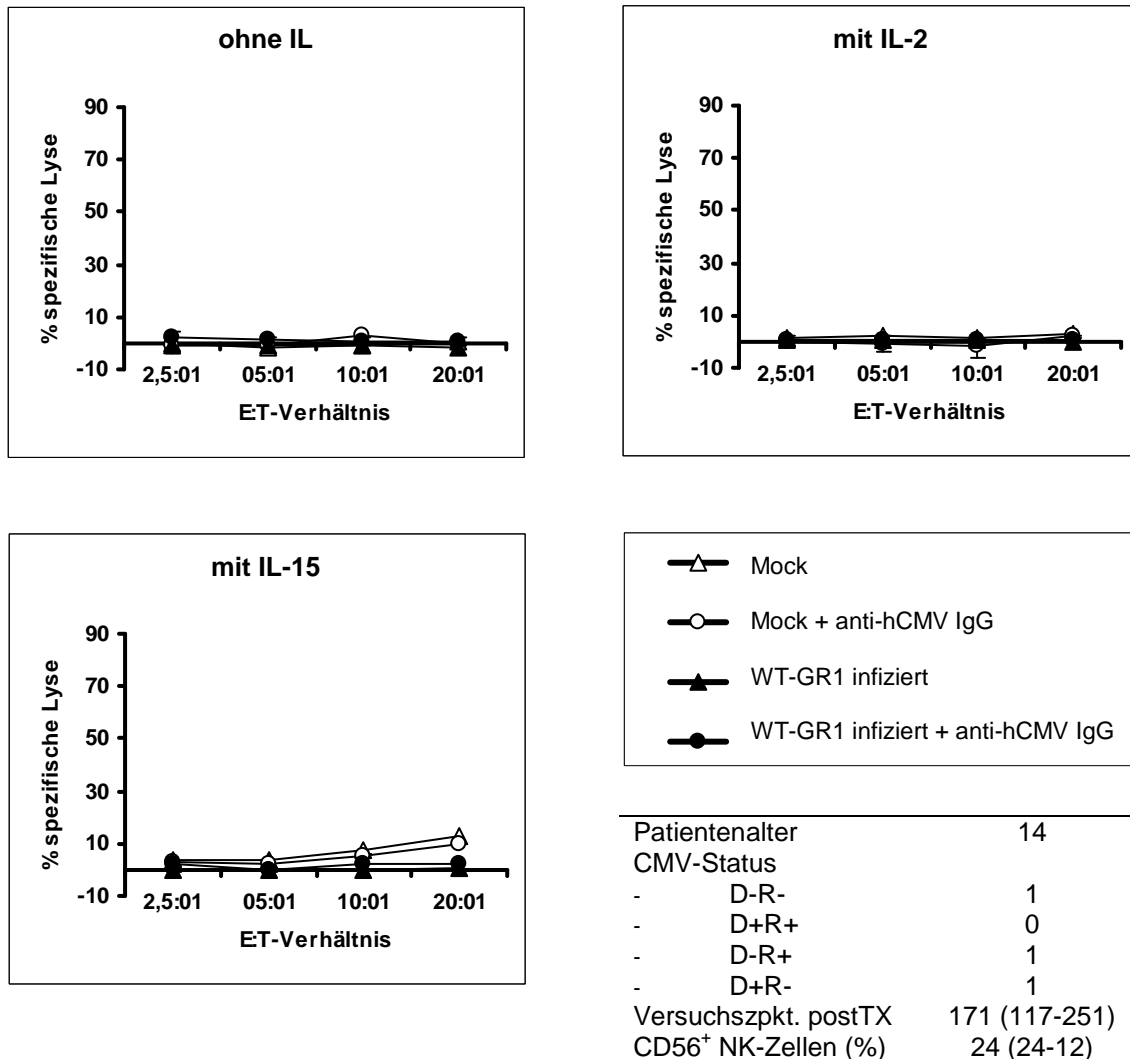 ohne IL
% spezifische Lyse
90
70
50
30
10
-10
2,5:01 05:01 10:01 20:01
E:T-Verhältnis
mit IL-2
% spezifische Lyse
90
70
50
30
10
-10
2,5:01 05:01 10:01 20:01
E:T-Verhältnis
mit IL-15
% spezifische Lyse
90
70
50
30
10
-10
2,5:01 05:01 10:01 20:01
E:T-Verhältnis
Mock
Mock + anti-hCMV IgG
WT-GR1 infiziert
WT-GR1 infiziert + anti-hCMV IgG
Patientenalter 14
CMV-Status
- D-R- 1
- D+R+ 0
- D-R+ 1
- D+R- 1
Versuchszpkt. postTX 171 (117-251)
CD56⁺ NK-Zellen (%) 24 (24-12)